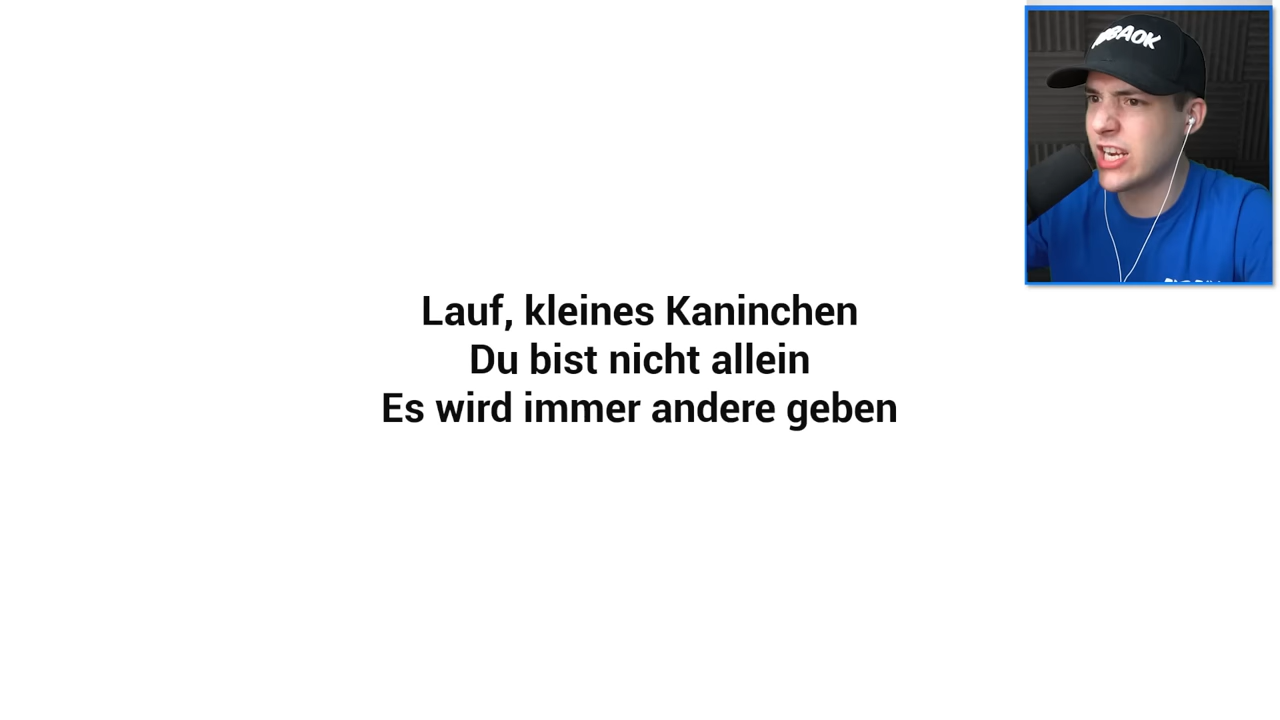 Lauf, kleines Kaninchen
Du bist nicht allein
Es wird immer andere geben